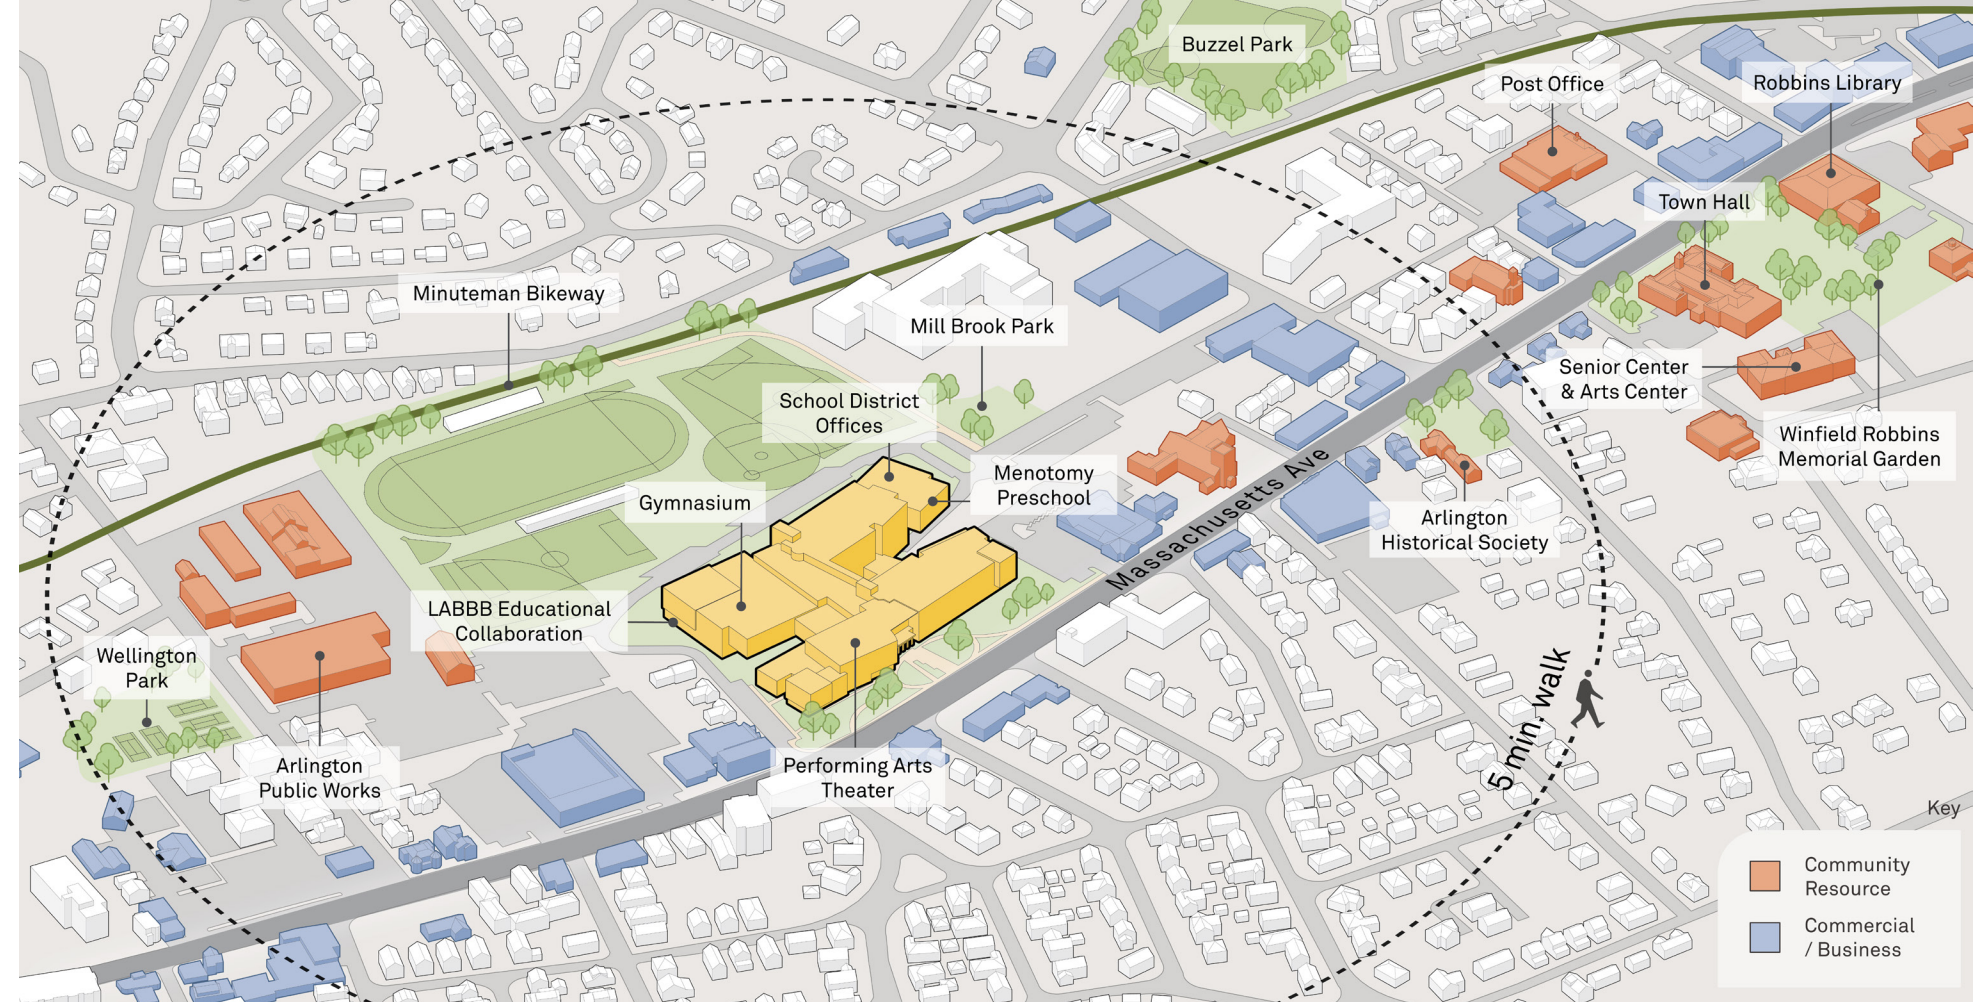 Buzzel Park
Post Office
Robbins Library
Town Hall
Minuteman Bikeway
Mill Brook Park
Senior Center
& Arts Center
School District
Offices
Winfield Robbins
Memorial Garden
Menotomy
Preschool
Gymnasium
Massachusetts Ave
Arlington
Historical Society
LABBB Educational
Collaboration
Wellington
Park
5 min. walk
Arlington
Public Works
Performing Arts
Theater
Key
Community
Resource
Commercial
/ Business